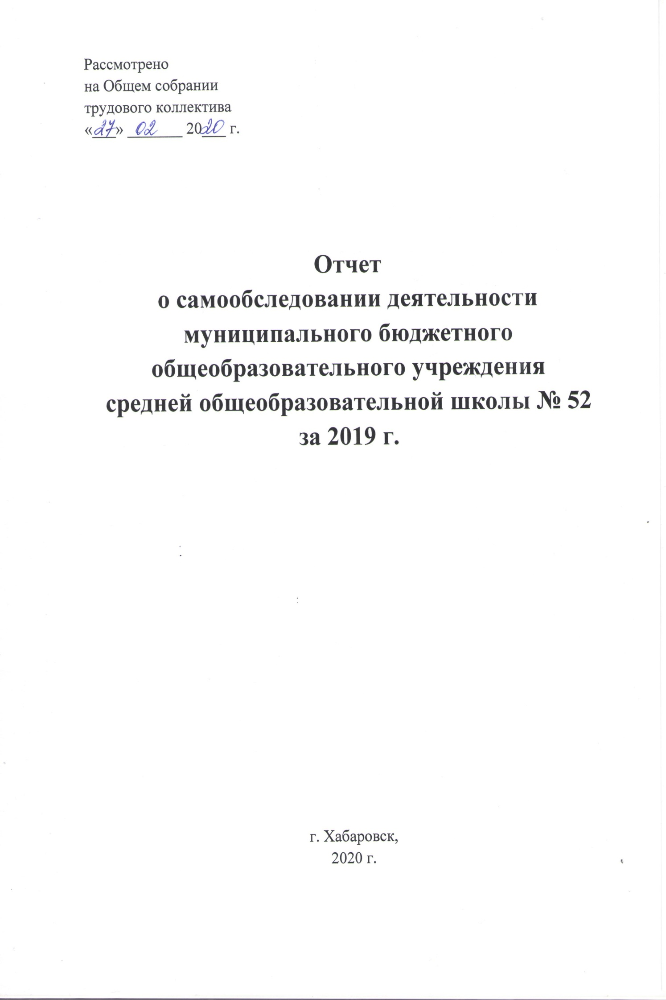 Рассмотрено
на Общем собрании
трудового коллектива
«27» 02 2020 г.
Отчет
о самообследовании деятельности
муниципального бюджетного
общеобразовательного учреждения
средней общеобразовательной школы № 52
за 2019 г.
г. Хабаровск,
2020 г.